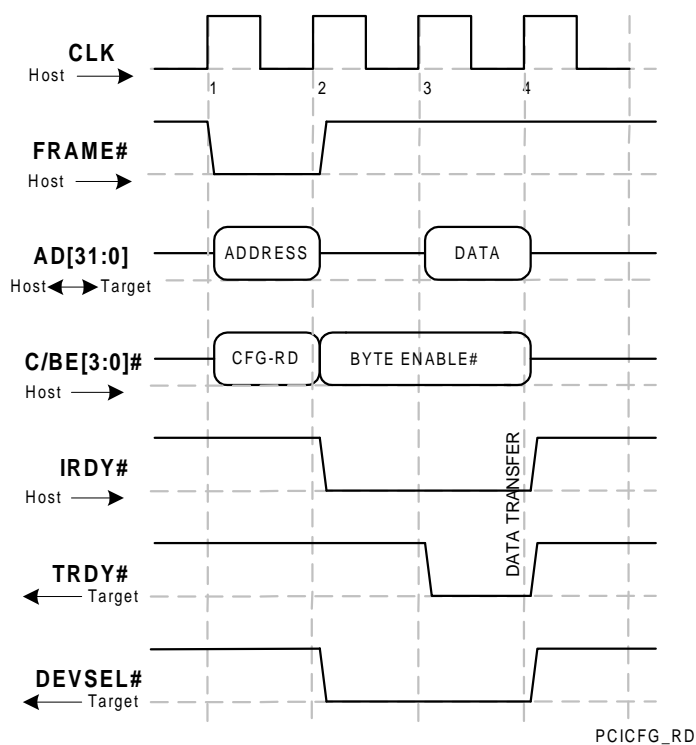 CLK
Host
1 2 3 4
FRAME#
Host
AD[31:0]
ADDRESS DATA
Host Target
C/BE[3:0]#
CFG-RD BYTE ENABLE#
Host
IRDY#
Host
DATA TRANSFER
TRDY#
Target
DEVSEL#
Target
PCICFG_RD